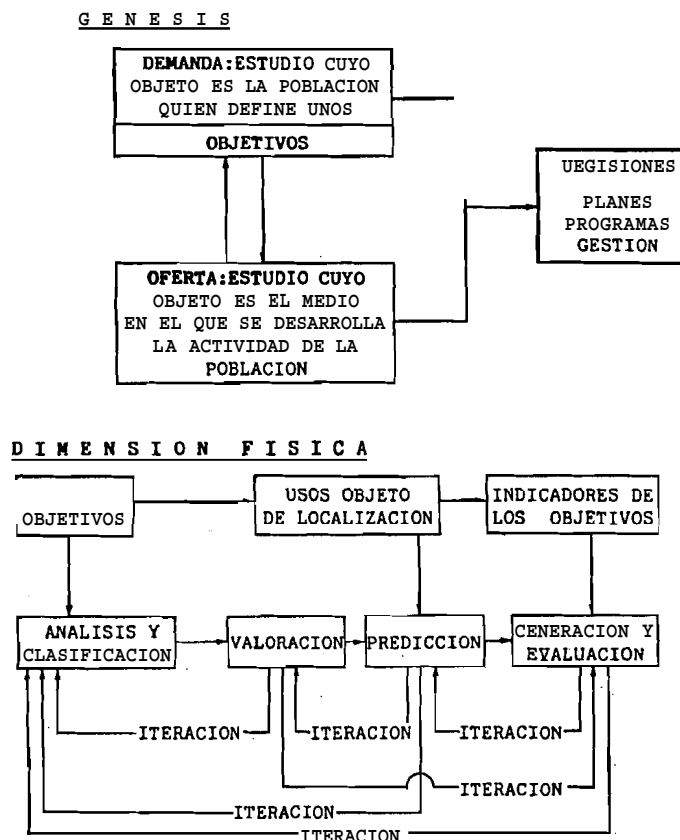 G E N E S I S
DEMANDA:ESTUDIO CUYO
OBJETO ES LA POBLACION
QUIEN DEFINE UNOS
OBJETIVOS
UEGISIONES
PLANES
PROGRAMAS
GESTION
OFERTA:ESTUDIO CUYO
OBJETO ES EL MEDIO
EN EL QUE SE DESARROLLA
LA ACTIVIDAD DE LA
POBLACION
D I M E N S I O N F I S I C A
OBJETIVOS
USOS OBJETO
DE LOCALIZACION
INDICADORES DE
LOS OBJETIVOS
ANALISIS Y
CLASIFICACION
VALORACION
PREDICCION
CENERACION Y
EVALUACION
ITERACION
ITERACION
ITERACION
ITERACION
ITERACION
ITERACION